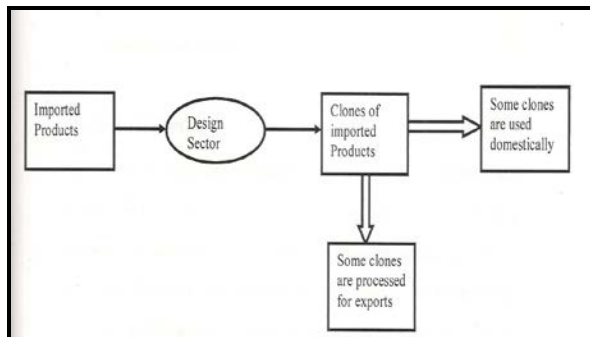 Imported
Products
Design
Sector
Clones of
imported
Products
Some clones
are used
domestically
Some clones
are processed
for exports